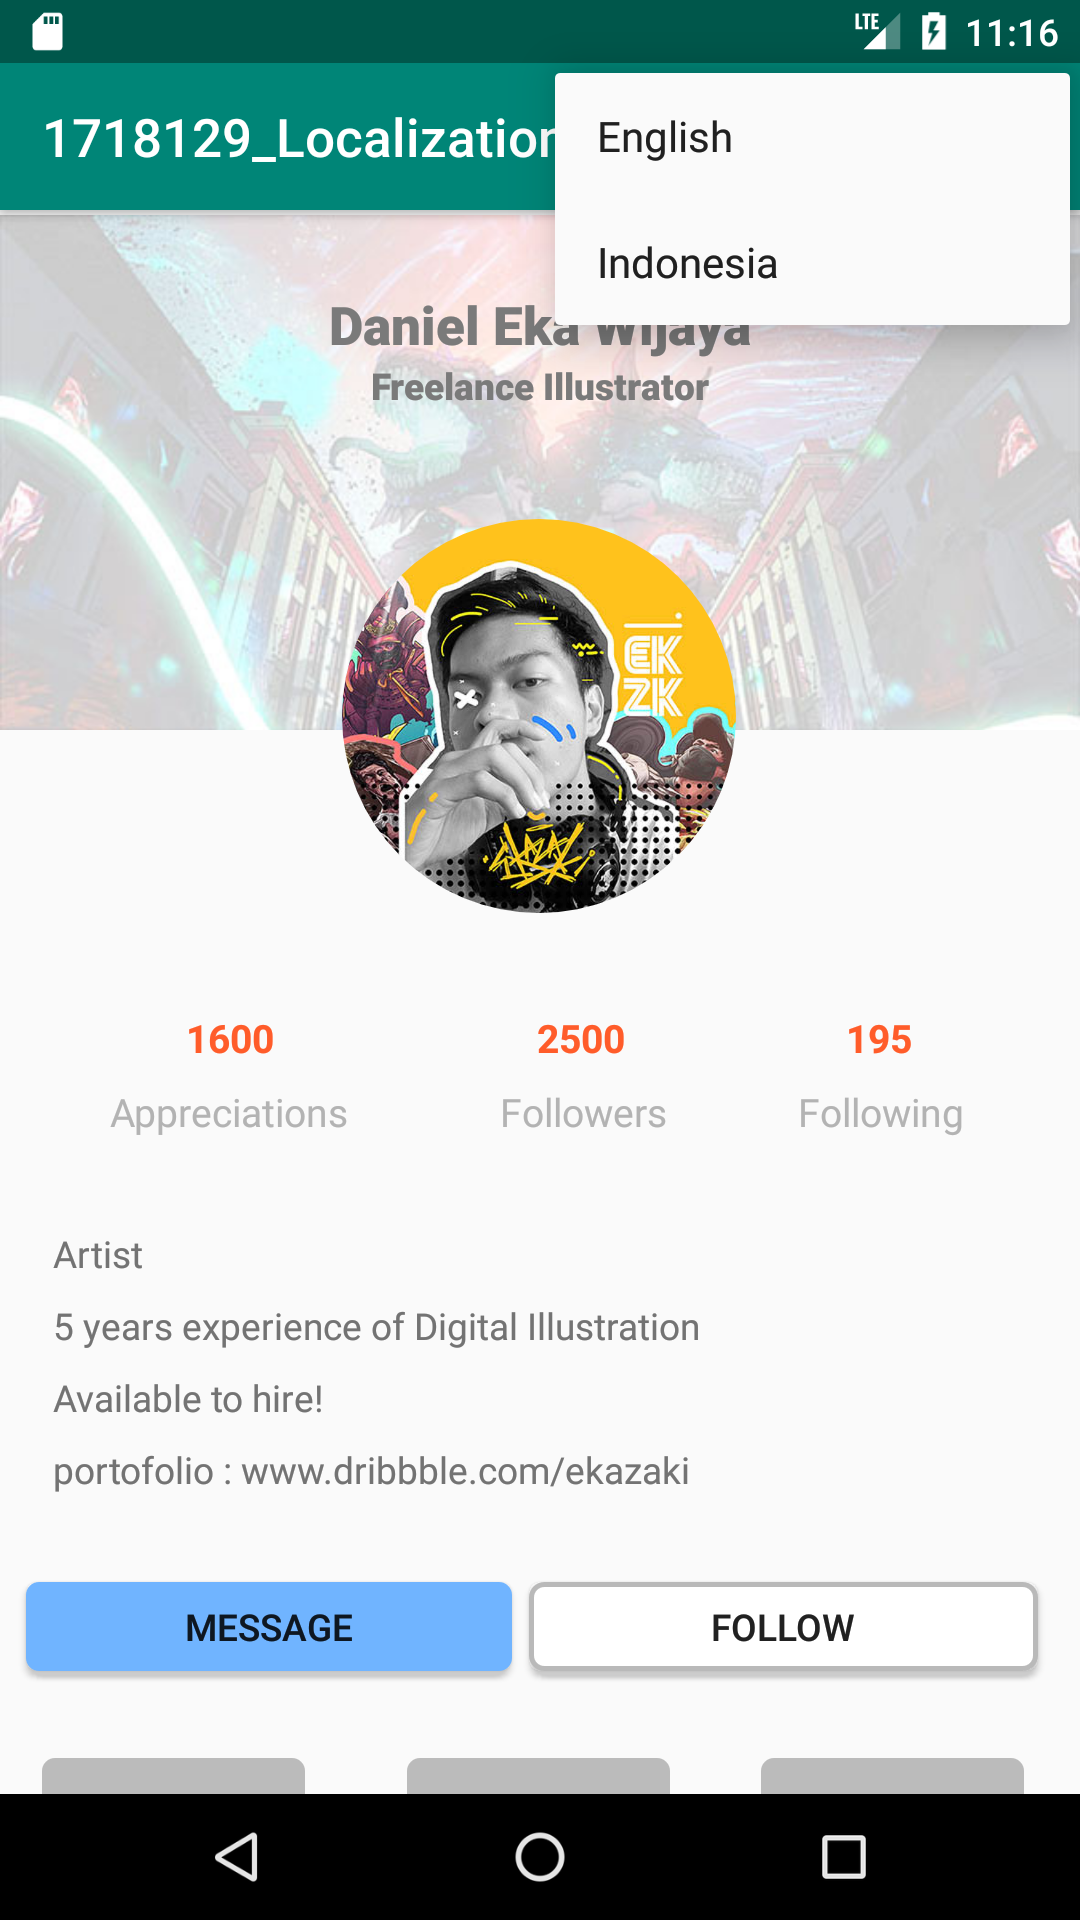 LTE 11:16
1718129_Localization
English
Indonesia
Daniel Eka Wijaya
Freelance Illustrator
EK
ZK
1600 2500 195
Appreciations Followers Following
Artist
5 years experience of Digital Illustration
Available to hire!
portofolio : www.dribbble.com/ekazaki
MESSAGE FOLLOW